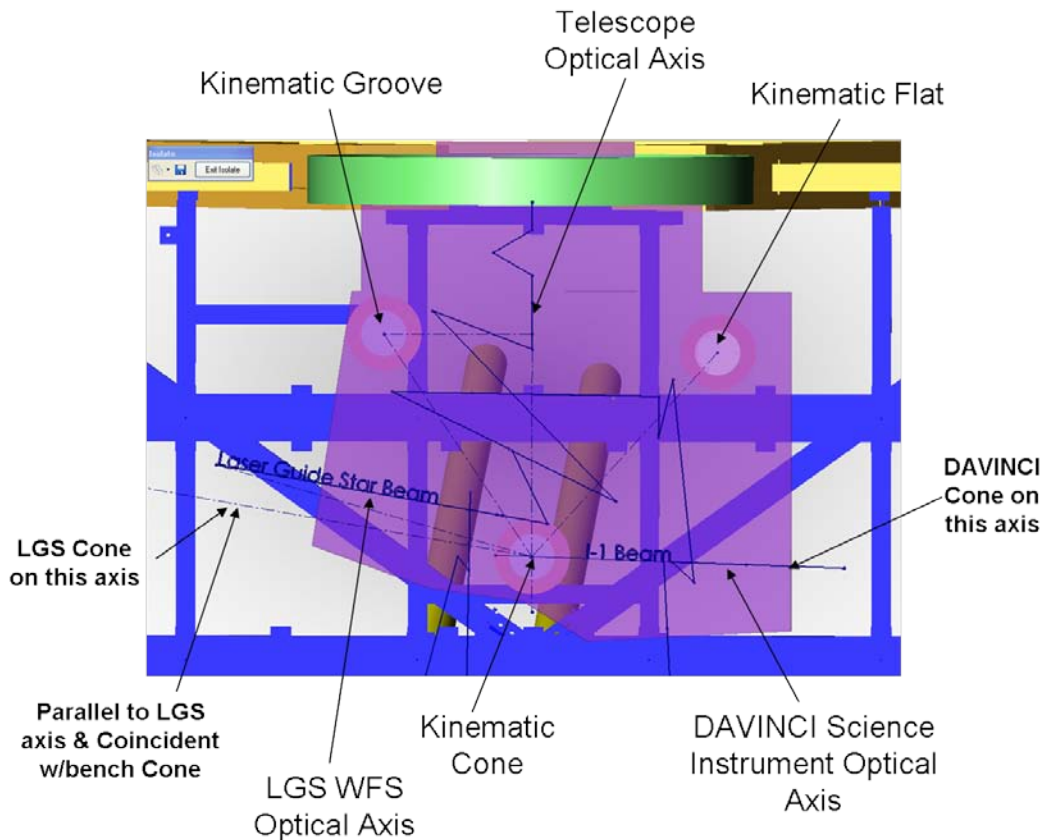 Telescope
Optical Axis
Kinematic Groove
Kinematic Flat
Isolate
Exit Isolate
Laser Guide Star Beam
DAVINCI
Cone on
this axis
LGS Cone
on this axis
I-1 Beam
Parallel to LGS
axis & Coincident
w/bench Cone
Kinematic
Cone
DAVINCI Science
Instrument Optical
Axis
LGS WFS
Optical Axis